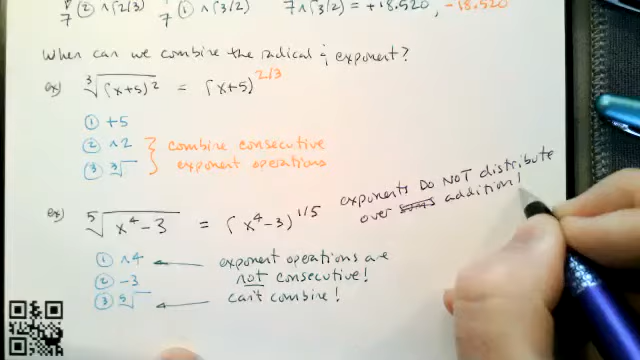 7 ② ∧(2/3) 7 ① ∧(3/2) 7∧(3/2) = +18.520, -18.520
When can we combine the radical & exponent?
ex) ³√(x+5)² = (x+5)^2/3
① +5
② ∧2 } combine consecutive
③ ³√ exponent operations
exponents DO NOT distribute
over addition!
ex) ⁵√x⁴-3 = (x⁴-3)^1/5
① ∧4 ← exponent operations are
② -3 not consecutive!
③ ⁵√ ← can't combine!